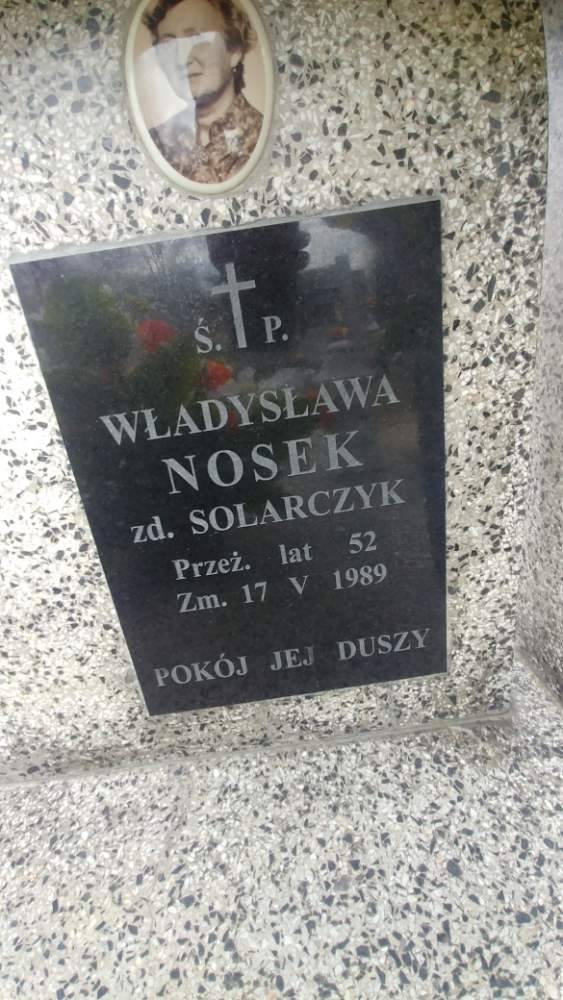 Ś. P.
WŁADYSŁAWA
NOSEK
zd. SOLARCZYK
Przeż. lat 52
Zm. 17 V 1989
POKÓJ JEJ DUSZY